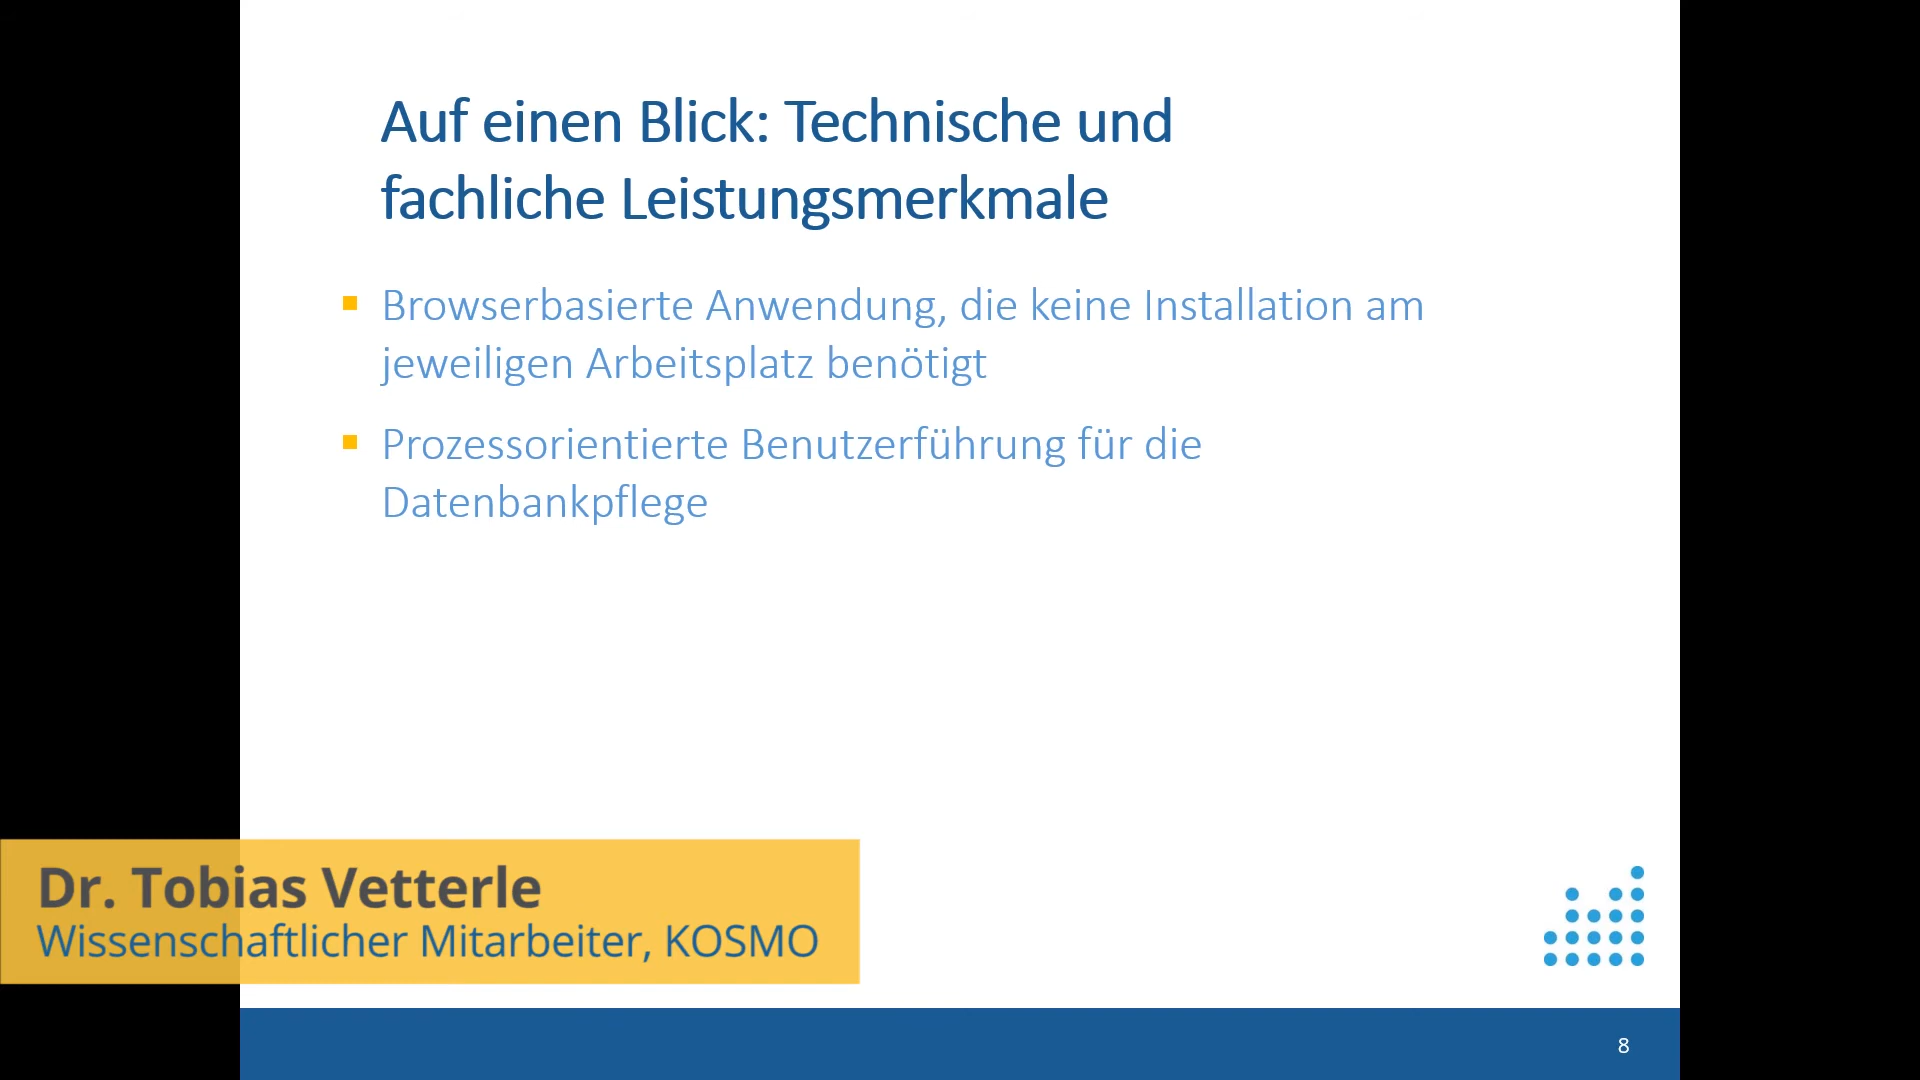 Auf einen Blick: Technische und
fachliche Leistungsmerkmale
Browserbasierte Anwendung, die keine Installation am
jeweiligen Arbeitsplatz benötigt
Prozessorientierte Benutzerführung für die
Datenbankpflege
Dr. Tobias Vetterle
Wissenschaftlicher Mitarbeiter, KOSMO
8